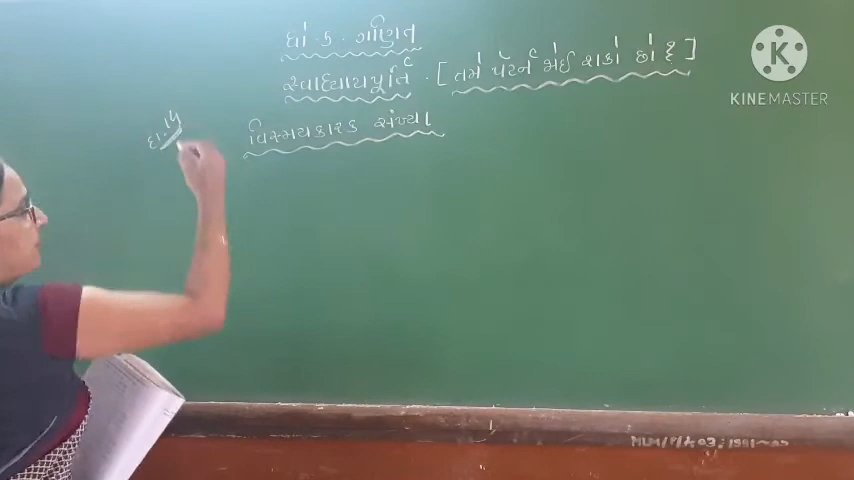 ધો. ૬. ગણિત
સ્વાધ્યાયપૂર્તિ . [ તમે પેટર્ન જોઈ શકો છો ? ]
વિસ્મયકારક સંખ્યા
KINEMASTER